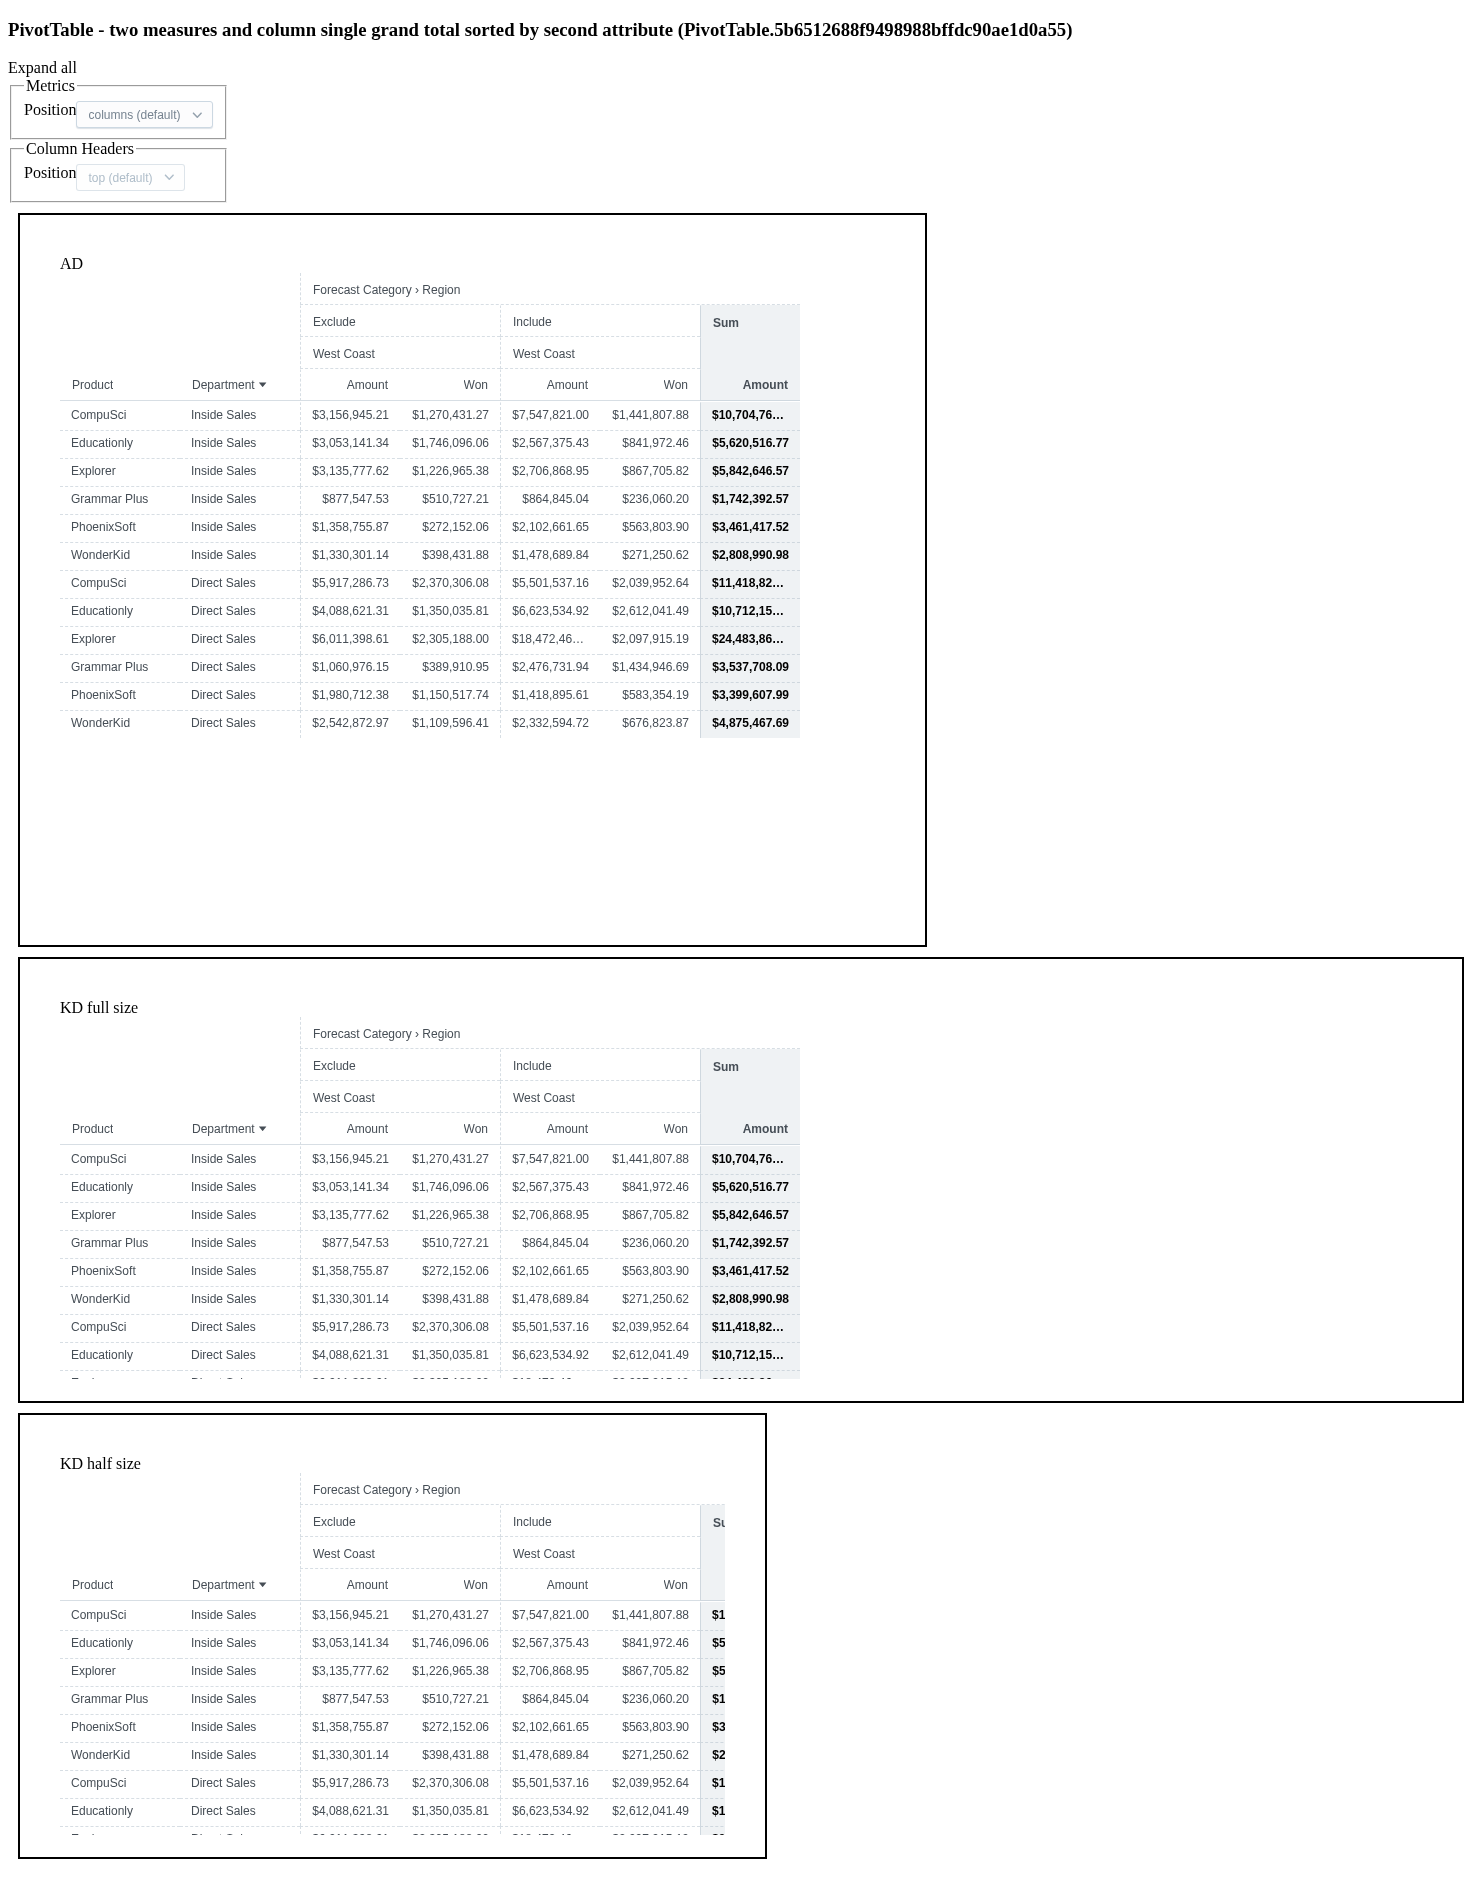 PivotTable - two measures and column single grand total sorted by second attribute (PivotTable.5b6512688f9498988bffdc90ae1d0a55)
Expand all
Metrics
Position columns (default)
Column Headers
Position top (default)
AD
Forecast Category › Region
Exclude Include Sum
West Coast West Coast
Product Department Amount Won Amount Won Amount
CompuSci Inside Sales $3,156,945.21 $1,270,431.27 $7,547,821.00 $1,441,807.88 $10,704,76…
Educationly Inside Sales $3,053,141.34 $1,746,096.06 $2,567,375.43 $841,972.46 $5,620,516.77
Explorer Inside Sales $3,135,777.62 $1,226,965.38 $2,706,868.95 $867,705.82 $5,842,646.57
Grammar Plus Inside Sales $877,547.53 $510,727.21 $864,845.04 $236,060.20 $1,742,392.57
PhoenixSoft Inside Sales $1,358,755.87 $272,152.06 $2,102,661.65 $563,803.90 $3,461,417.52
WonderKid Inside Sales $1,330,301.14 $398,431.88 $1,478,689.84 $271,250.62 $2,808,990.98
CompuSci Direct Sales $5,917,286.73 $2,370,306.08 $5,501,537.16 $2,039,952.64 $11,418,82…
Educationly Direct Sales $4,088,621.31 $1,350,035.81 $6,623,534.92 $2,612,041.49 $10,712,15…
Explorer Direct Sales $6,011,398.61 $2,305,188.00 $18,472,46… $2,097,915.19 $24,483,86…
Grammar Plus Direct Sales $1,060,976.15 $389,910.95 $2,476,731.94 $1,434,946.69 $3,537,708.09
PhoenixSoft Direct Sales $1,980,712.38 $1,150,517.74 $1,418,895.61 $583,354.19 $3,399,607.99
WonderKid Direct Sales $2,542,872.97 $1,109,596.41 $2,332,594.72 $676,823.87 $4,875,467.69
KD full size
Forecast Category › Region
Exclude Include Sum
West Coast West Coast
Product Department Amount Won Amount Won Amount
CompuSci Inside Sales $3,156,945.21 $1,270,431.27 $7,547,821.00 $1,441,807.88 $10,704,76…
Educationly Inside Sales $3,053,141.34 $1,746,096.06 $2,567,375.43 $841,972.46 $5,620,516.77
Explorer Inside Sales $3,135,777.62 $1,226,965.38 $2,706,868.95 $867,705.82 $5,842,646.57
Grammar Plus Inside Sales $877,547.53 $510,727.21 $864,845.04 $236,060.20 $1,742,392.57
PhoenixSoft Inside Sales $1,358,755.87 $272,152.06 $2,102,661.65 $563,803.90 $3,461,417.52
WonderKid Inside Sales $1,330,301.14 $398,431.88 $1,478,689.84 $271,250.62 $2,808,990.98
CompuSci Direct Sales $5,917,286.73 $2,370,306.08 $5,501,537.16 $2,039,952.64 $11,418,82…
Educationly Direct Sales $4,088,621.31 $1,350,035.81 $6,623,534.92 $2,612,041.49 $10,712,15…
KD half size
Forecast Category › Region
Exclude Include Su
West Coast West Coast
Product Department Amount Won Amount Won
CompuSci Inside Sales $3,156,945.21 $1,270,431.27 $7,547,821.00 $1,441,807.88 $1
Educationly Inside Sales $3,053,141.34 $1,746,096.06 $2,567,375.43 $841,972.46 $5
Explorer Inside Sales $3,135,777.62 $1,226,965.38 $2,706,868.95 $867,705.82 $5
Grammar Plus Inside Sales $877,547.53 $510,727.21 $864,845.04 $236,060.20 $1
PhoenixSoft Inside Sales $1,358,755.87 $272,152.06 $2,102,661.65 $563,803.90 $3
WonderKid Inside Sales $1,330,301.14 $398,431.88 $1,478,689.84 $271,250.62 $2
CompuSci Direct Sales $5,917,286.73 $2,370,306.08 $5,501,537.16 $2,039,952.64 $1
Educationly Direct Sales $4,088,621.31 $1,350,035.81 $6,623,534.92 $2,612,041.49 $1